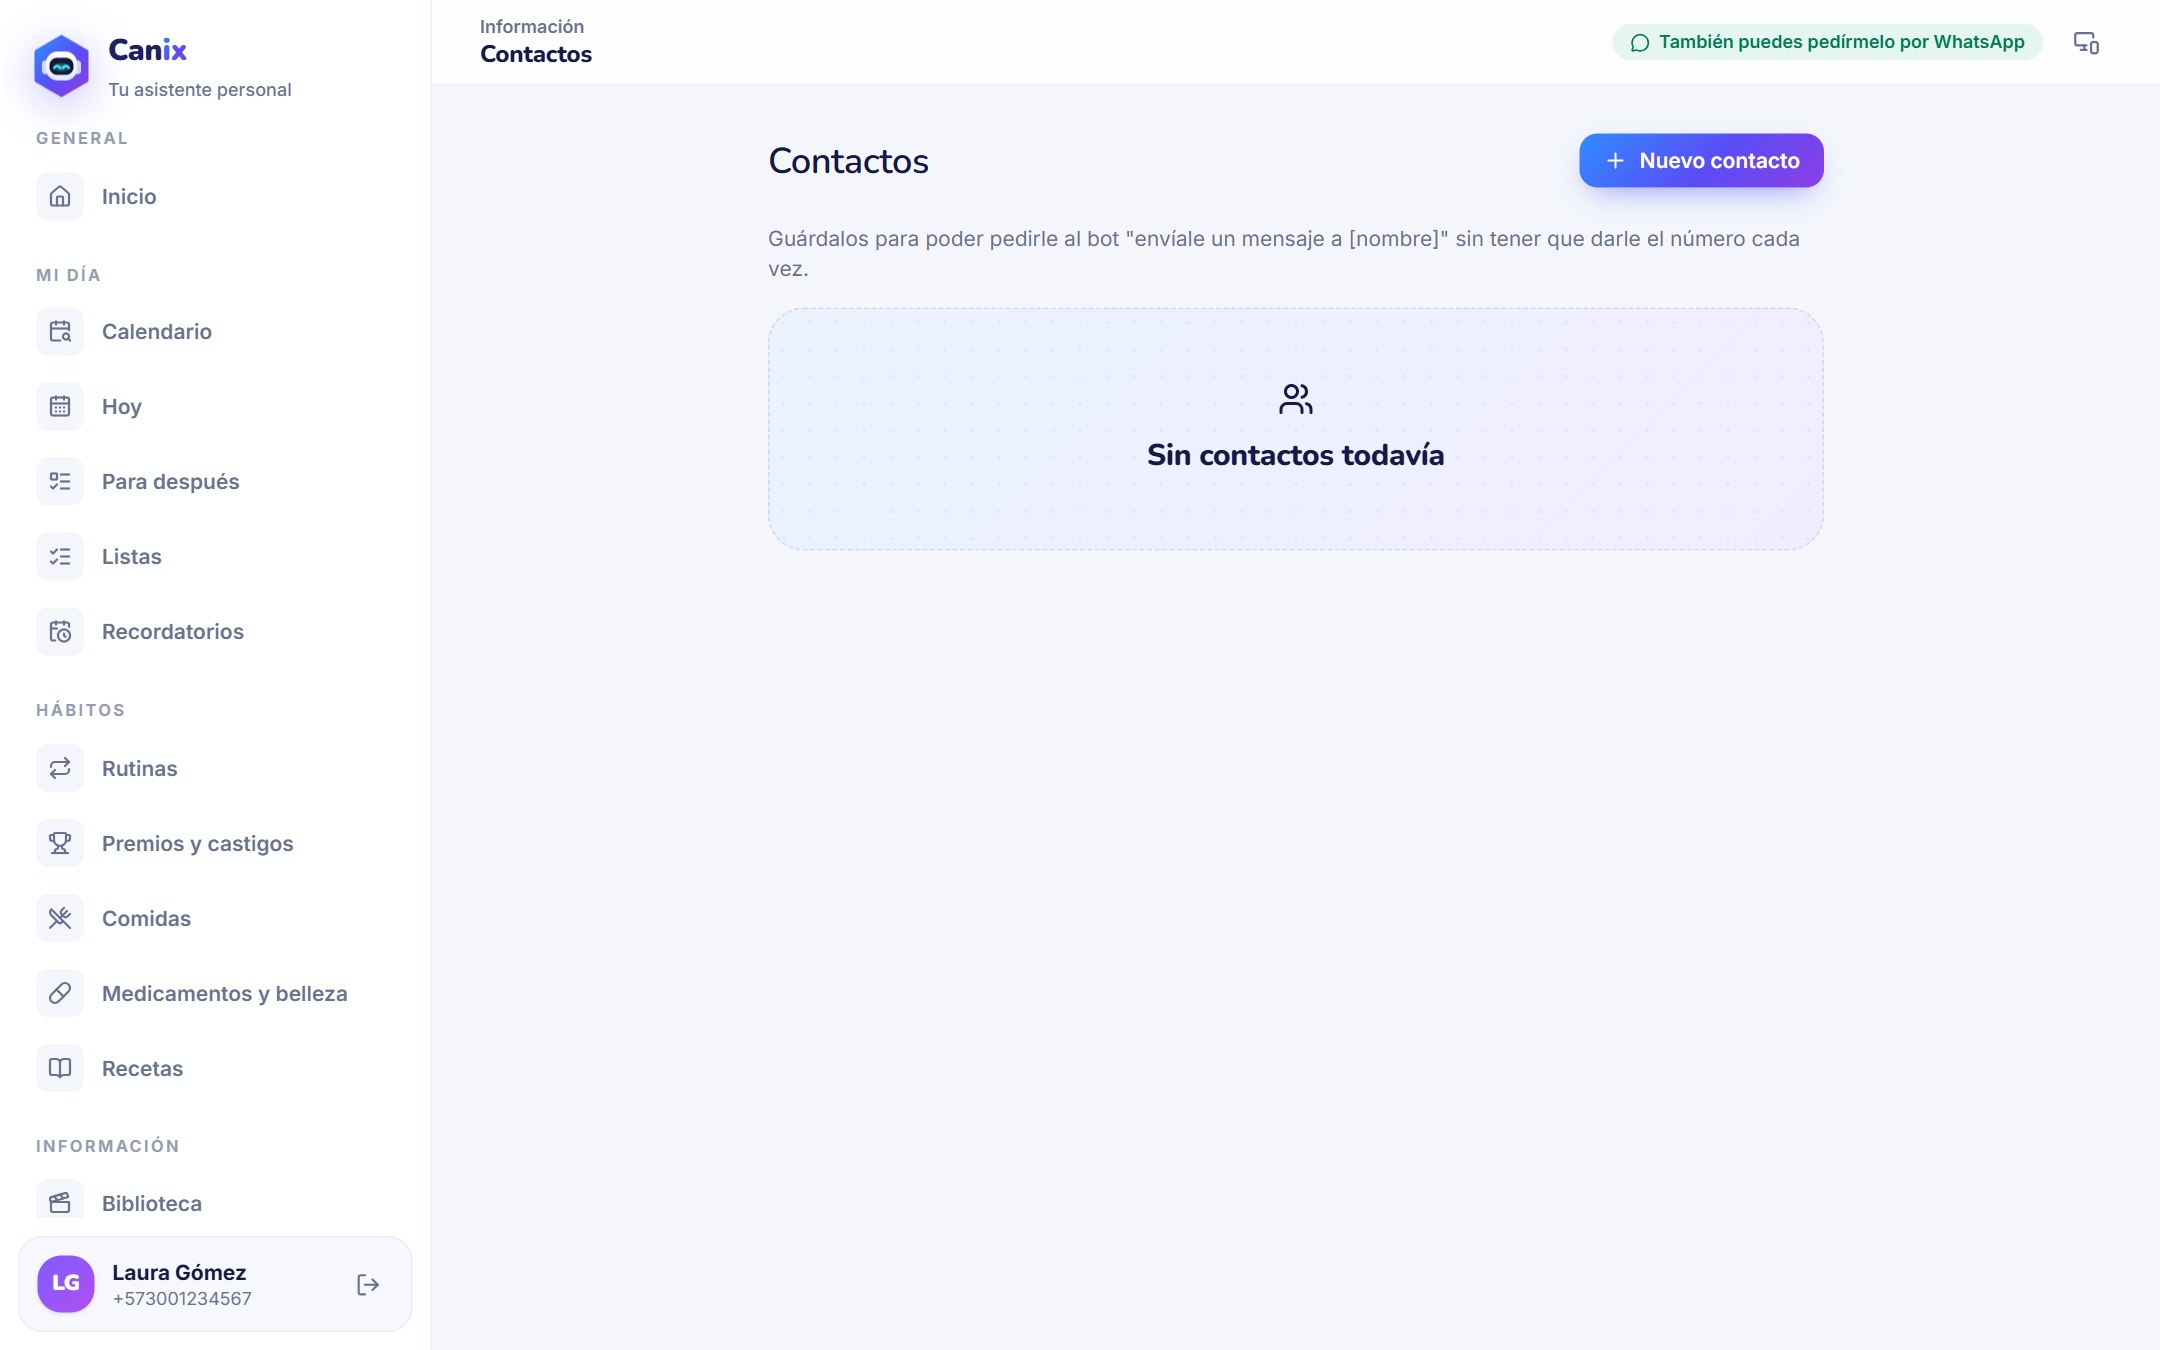 Canix
Tu asistente personal
GENERAL
Inicio
MI DÍA
Calendario
Hoy
Para después
Listas
Recordatorios
HÁBITOS
Rutinas
Premios y castigos
Comidas
Medicamentos y belleza
Recetas
INFORMACIÓN
Biblioteca
LG
Laura Gómez
+573001234567
Información
Contactos
También puedes pedírmelo por WhatsApp
Contactos
Nuevo contacto
Guárdalos para poder pedirle al bot "envíale un mensaje a [nombre]" sin tener que darle el número cada
vez.
Sin contactos todavía